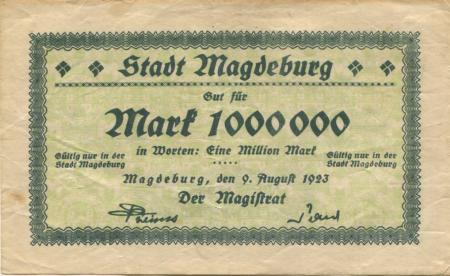 Stadt Magdeburg
Gut für
Mark 1000000
in Worten: Eine Million Mark
Gültig nur in der
Stadt Magdeburg
Gültig nur in der
Stadt Magdeburg
Magdeburg, den 9. August 1923
Der Magistrat